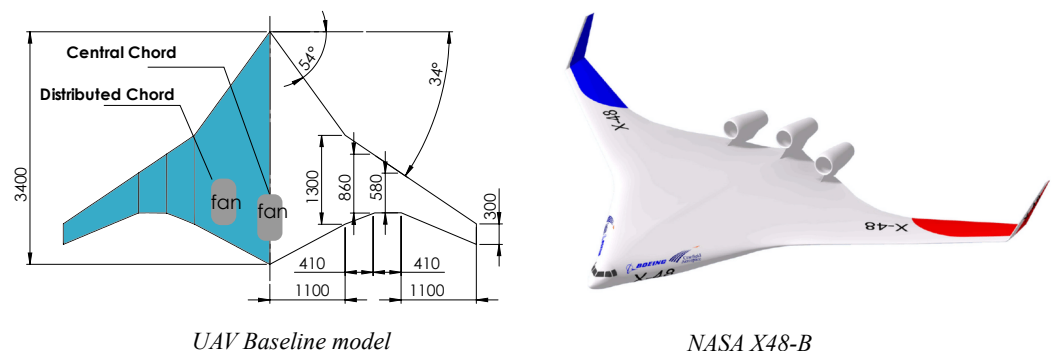 Central Chord
Distributed Chord
54°
34°
3400
1300
860
580
300
fan
fan
410
410
1100
1100
X-48
X-48
BOEING
X-48
UAV Baseline model
NASA X48-B